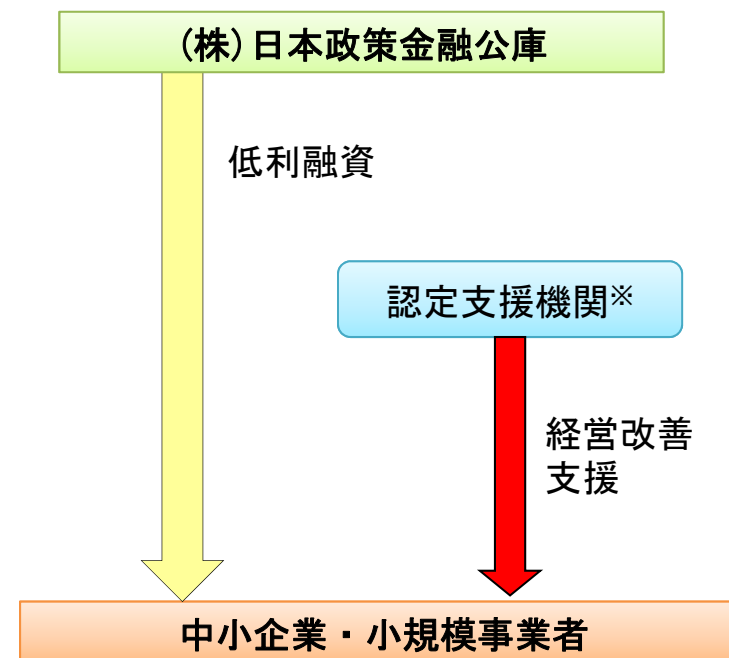 (株)日本政策金融公庫
低利融資
認定支援機関※
経営改善
支援
中小企業・小規模事業者